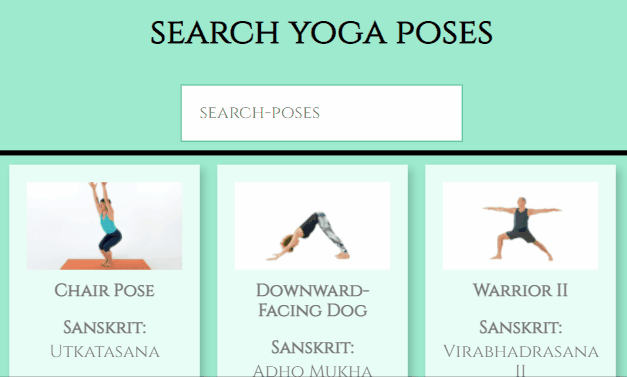 SEARCH YOGA POSES
SEARCH-POSES
Chair Pose
Sanskrit:
Utkatasana
Downward-
Facing Dog
Sanskrit:
Adho Mukha
Warrior II
Sanskrit:
Virabhadrasana
II